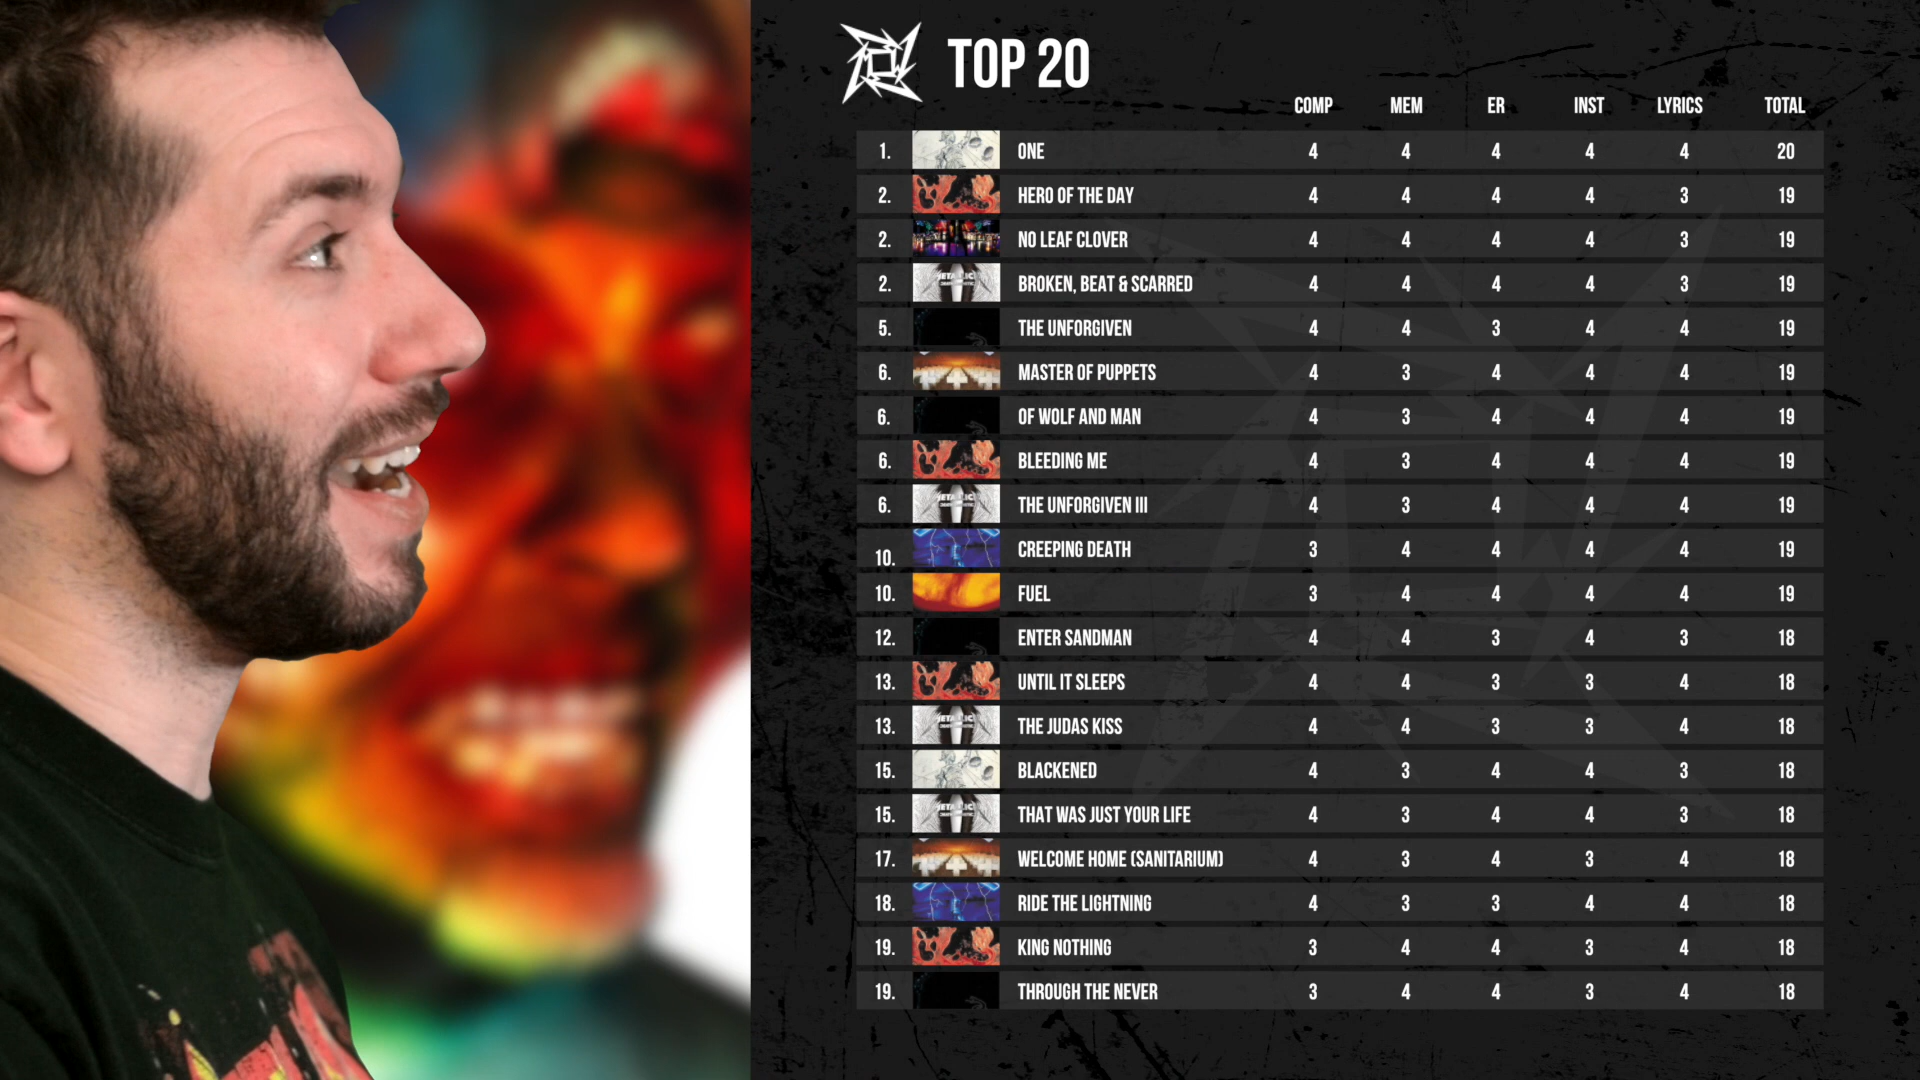 TOP 20
COMP MEM ER INST LYRICS TOTAL
1. ONE 4 4 4 4 4 20
2. HERO OF THE DAY 4 4 4 4 3 19
2. NO LEAF CLOVER 4 4 4 4 3 19
2. BROKEN, BEAT & SCARRED 4 4 4 4 3 19
5. THE UNFORGIVEN 4 4 3 4 4 19
6. MASTER OF PUPPETS 4 3 4 4 4 19
6. OF WOLF AND MAN 4 3 4 4 4 19
6. BLEEDING ME 4 3 4 4 4 19
6. THE UNFORGIVEN III 4 3 4 4 4 19
10. CREEPING DEATH 3 4 4 4 4 19
10. FUEL 3 4 4 4 4 19
12. ENTER SANDMAN 4 4 3 4 3 18
13. UNTIL IT SLEEPS 4 4 3 3 4 18
13. THE JUDAS KISS 4 4 3 3 4 18
15. BLACKENED 4 3 4 4 3 18
15. THAT WAS JUST YOUR LIFE 4 3 4 4 3 18
17. WELCOME HOME (SANITARIUM) 4 3 4 3 4 18
18. RIDE THE LIGHTNING 4 3 3 4 4 18
19. KING NOTHING 3 4 4 3 4 18
19. THROUGH THE NEVER 3 4 4 3 4 18